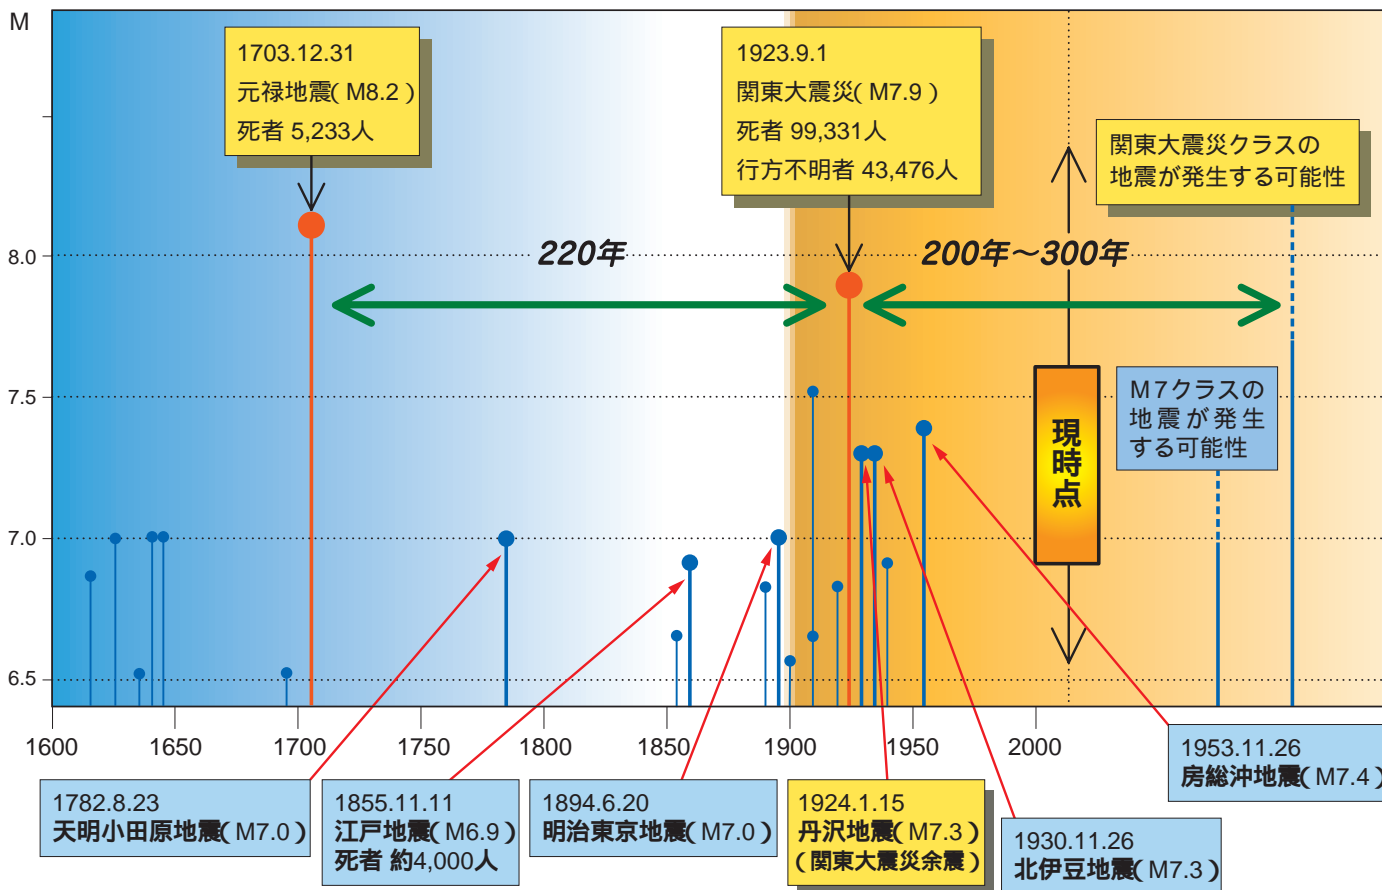 M
1703.12.31
元禄地震(M8.2)
死者 5,233人
1923.9.1
関東大震災(M7.9)
死者 99,331人
行方不明者 43,476人
関東大震災クラスの
地震が発生する可能性
8.0
220年
200年～300年
7.5
M7クラスの
地震が発生
する可能性
現時点
7.0
6.5
1600
1650
1700
1750
1800
1850
1900
1950
2000
1782.8.23
天明小田原地震(M7.0)
1855.11.11
江戸地震(M6.9)
死者 約4,000人
1894.6.20
明治東京地震(M7.0)
1924.1.15
丹沢地震(M7.3)
(関東大震災余震)
1930.11.26
北伊豆地震(M7.3)
1953.11.26
房総沖地震(M7.4)